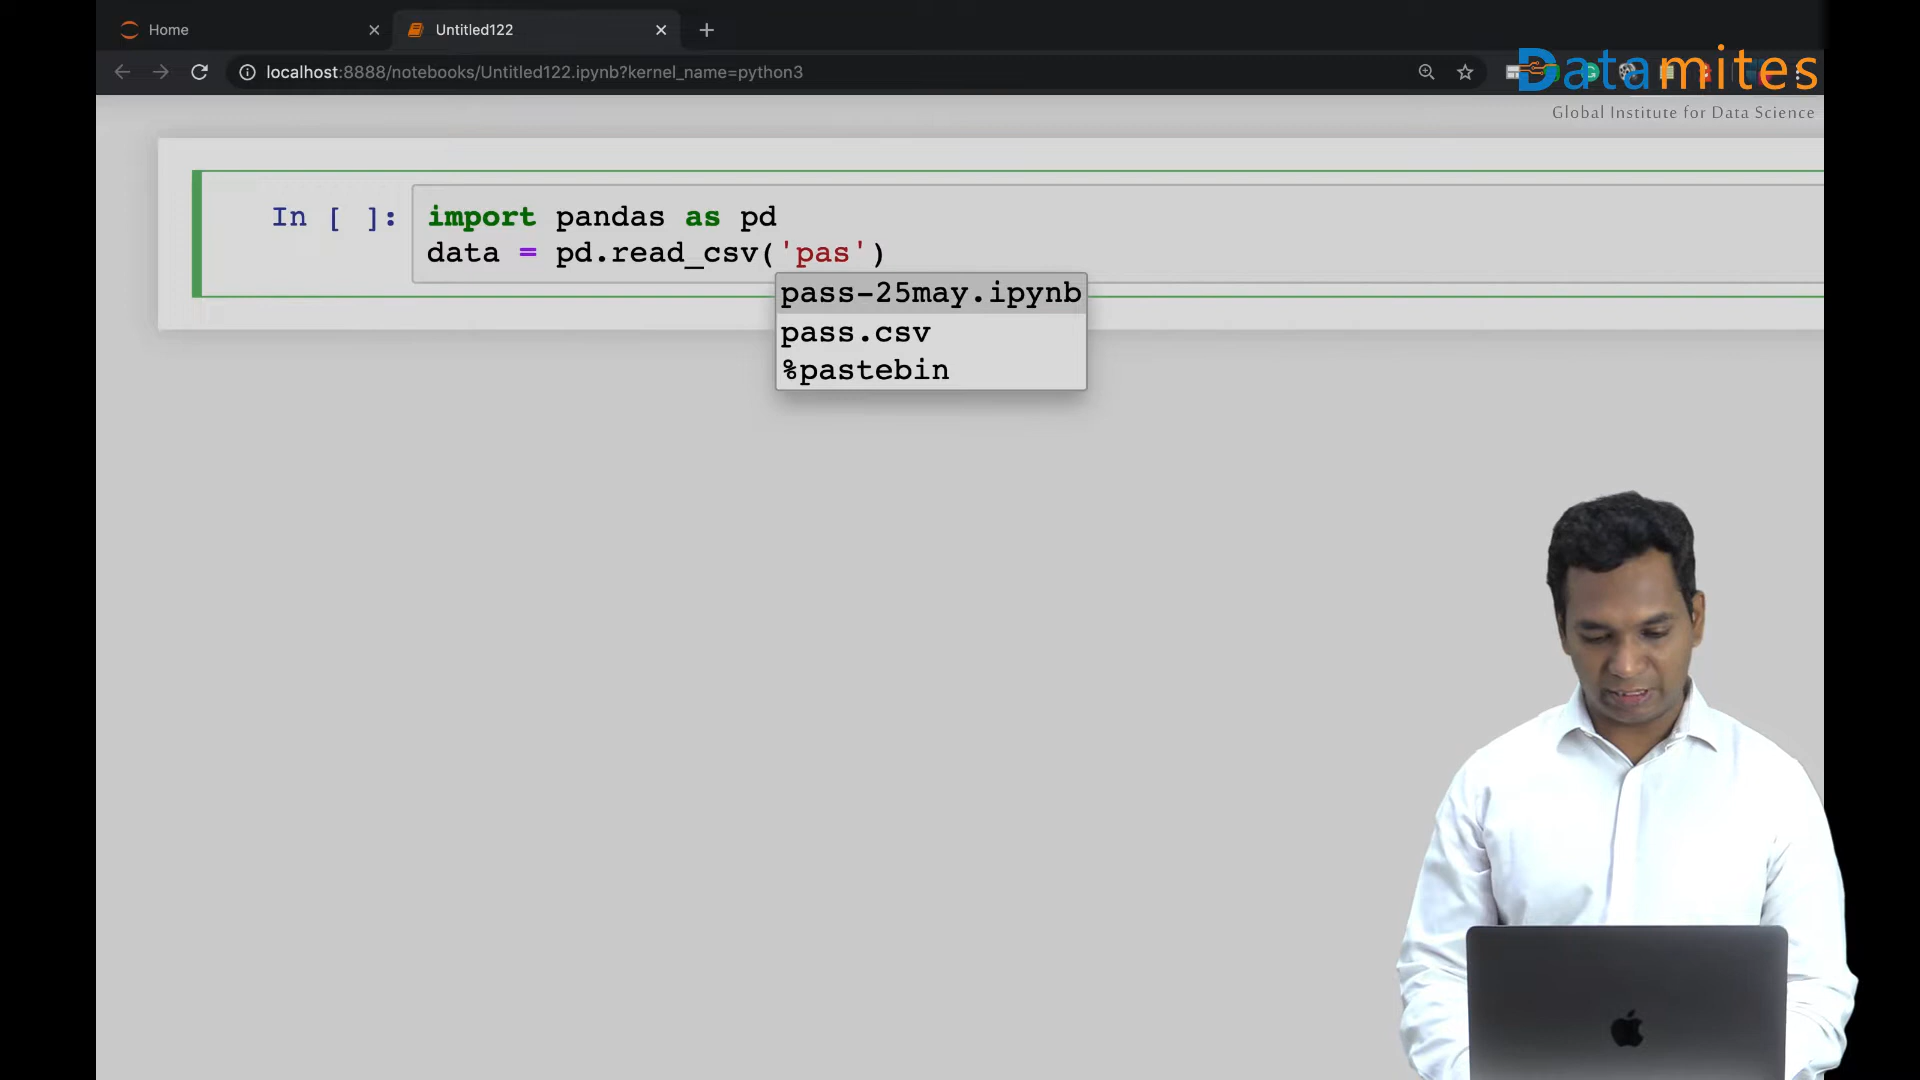 Home
Untitled122
localhost:8888/notebooks/Untitled122.ipynb?kernel_name=python3
Datamites
Global Institute for Data Science
In [ ]:
import pandas as pd
data = pd.read_csv('pas')
pass-25may.ipynb
pass.csv
%pastebin